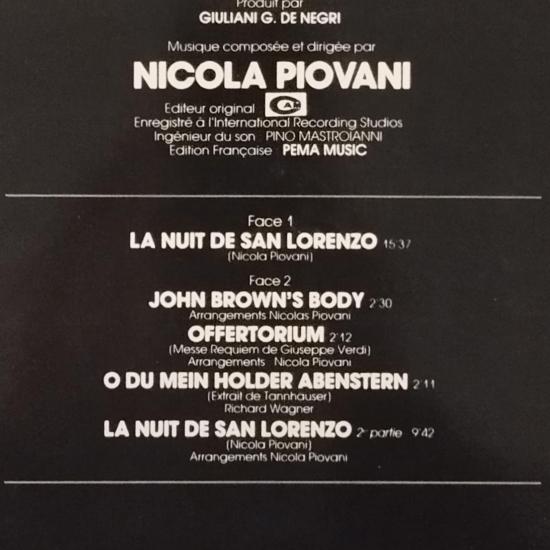 Produit par
GIULIANI G. DE NEGRI
Musique composée et dirigée par
NICOLA PIOVANI
Editeur original CAM
Enregistré à l'International Recording Studios
Ingénieur du son PINO MASTROIANNI
Edition Française PEMA MUSIC
Face 1
LA NUIT DE SAN LORENZO 15'37
(Nicola Piovani)
Face 2
JOHN BROWN'S BODY 2'30
Arrangements Nicolas Piovani
OFFERTORIUM 2'12
(Messe Requiem de Giuseppe Verdi)
Arrangements Nicola Piovani
O DU MEIN HOLDER ABENSTERN 2'11
(Extrait de Tannhauser)
Richard Wagner
LA NUIT DE SAN LORENZO 2e partie 9'42
(Nicola Piovani)
Arrangements Nicola Piovani